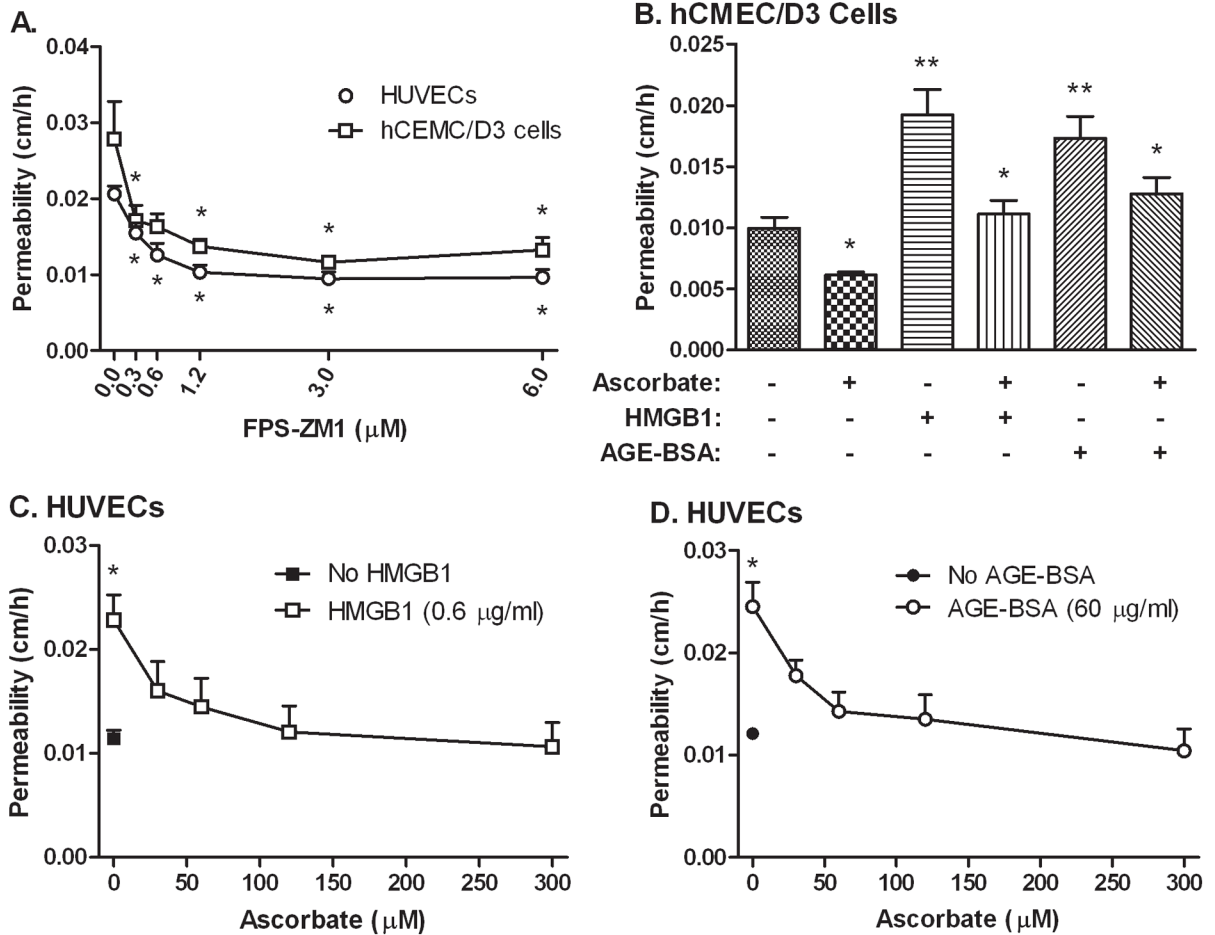 A.
0.04
0.03
0.02
0.01
0.00
Permeability (cm/h)
HUVECs
hCEMC/D3 cells
* * * *
* * * * *
0.0 0.3 0.6 1.2 3.0 6.0
FPS-ZM1 (μM)
B. hCMEC/D3 Cells
0.025
0.020
0.015
0.010
0.005
0.000
Permeability (cm/h)
* ** * ** *
Ascorbate: - + - + - +
HMGB1: - - + + - -
AGE-BSA: - - - - + +
C. HUVECs
0.03
0.02
0.01
0.00
Permeability (cm/h)
*
No HMGB1
HMGB1 (0.6 μg/ml)
0 50 100 150 200 250 300
Ascorbate (μM)
D. HUVECs
0.03
0.02
0.01
0.00
Permeability (cm/h)
*
No AGE-BSA
AGE-BSA (60 μg/ml)
0 50 100 150 200 250 300
Ascorbate (μM)